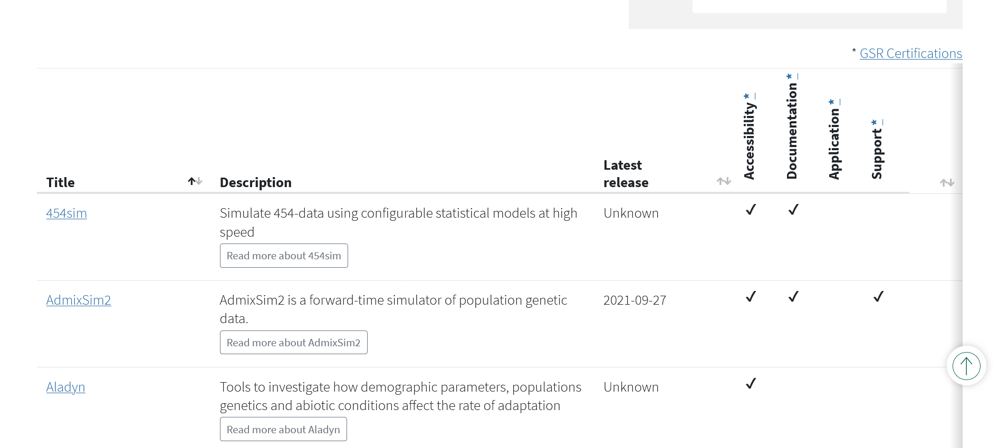 * GSR Certifications
Accessibility *
Documentation *
Application *
Support *
Title
Description
Latest
release
454sim
Simulate 454-data using configurable statistical models at high
speed
Unknown
✓ ✓
Read more about 454sim
AdmixSim2
AdmixSim2 is a forward-time simulator of population genetic
data.
2021-09-27
✓ ✓ ✓
Read more about AdmixSim2
Aladyn
Tools to investigate how demographic parameters, populations
genetics and abiotic conditions affect the rate of adaptation
Unknown
✓
Read more about Aladyn